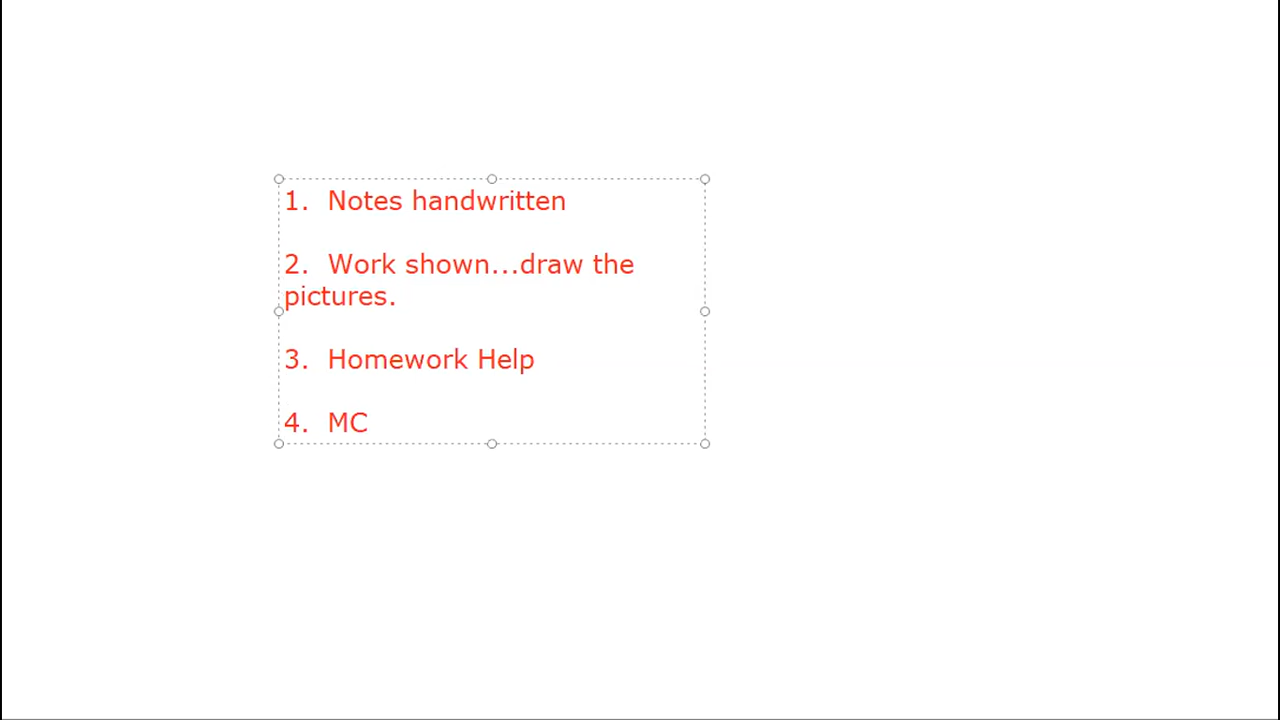 1.  Notes handwritten
2.  Work shown...draw the
pictures.
3.  Homework Help
4.  MC